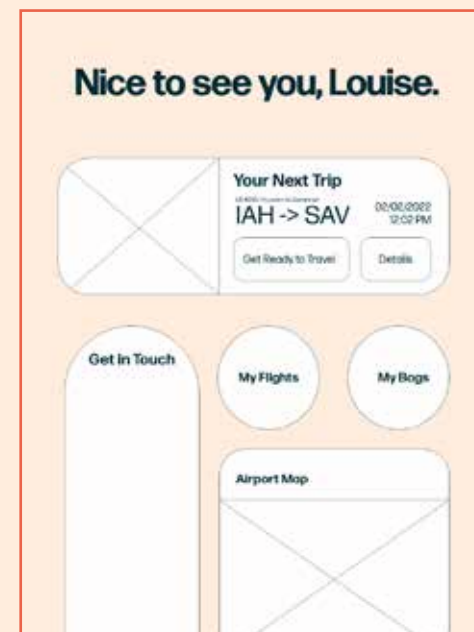 Nice to see you, Louise.
Your Next Trip
IAH -> SAV
02/02/2022
12:02 PM
Get Ready to Travel
Details
Get in Touch
My Flights
My Bags
Airport Map